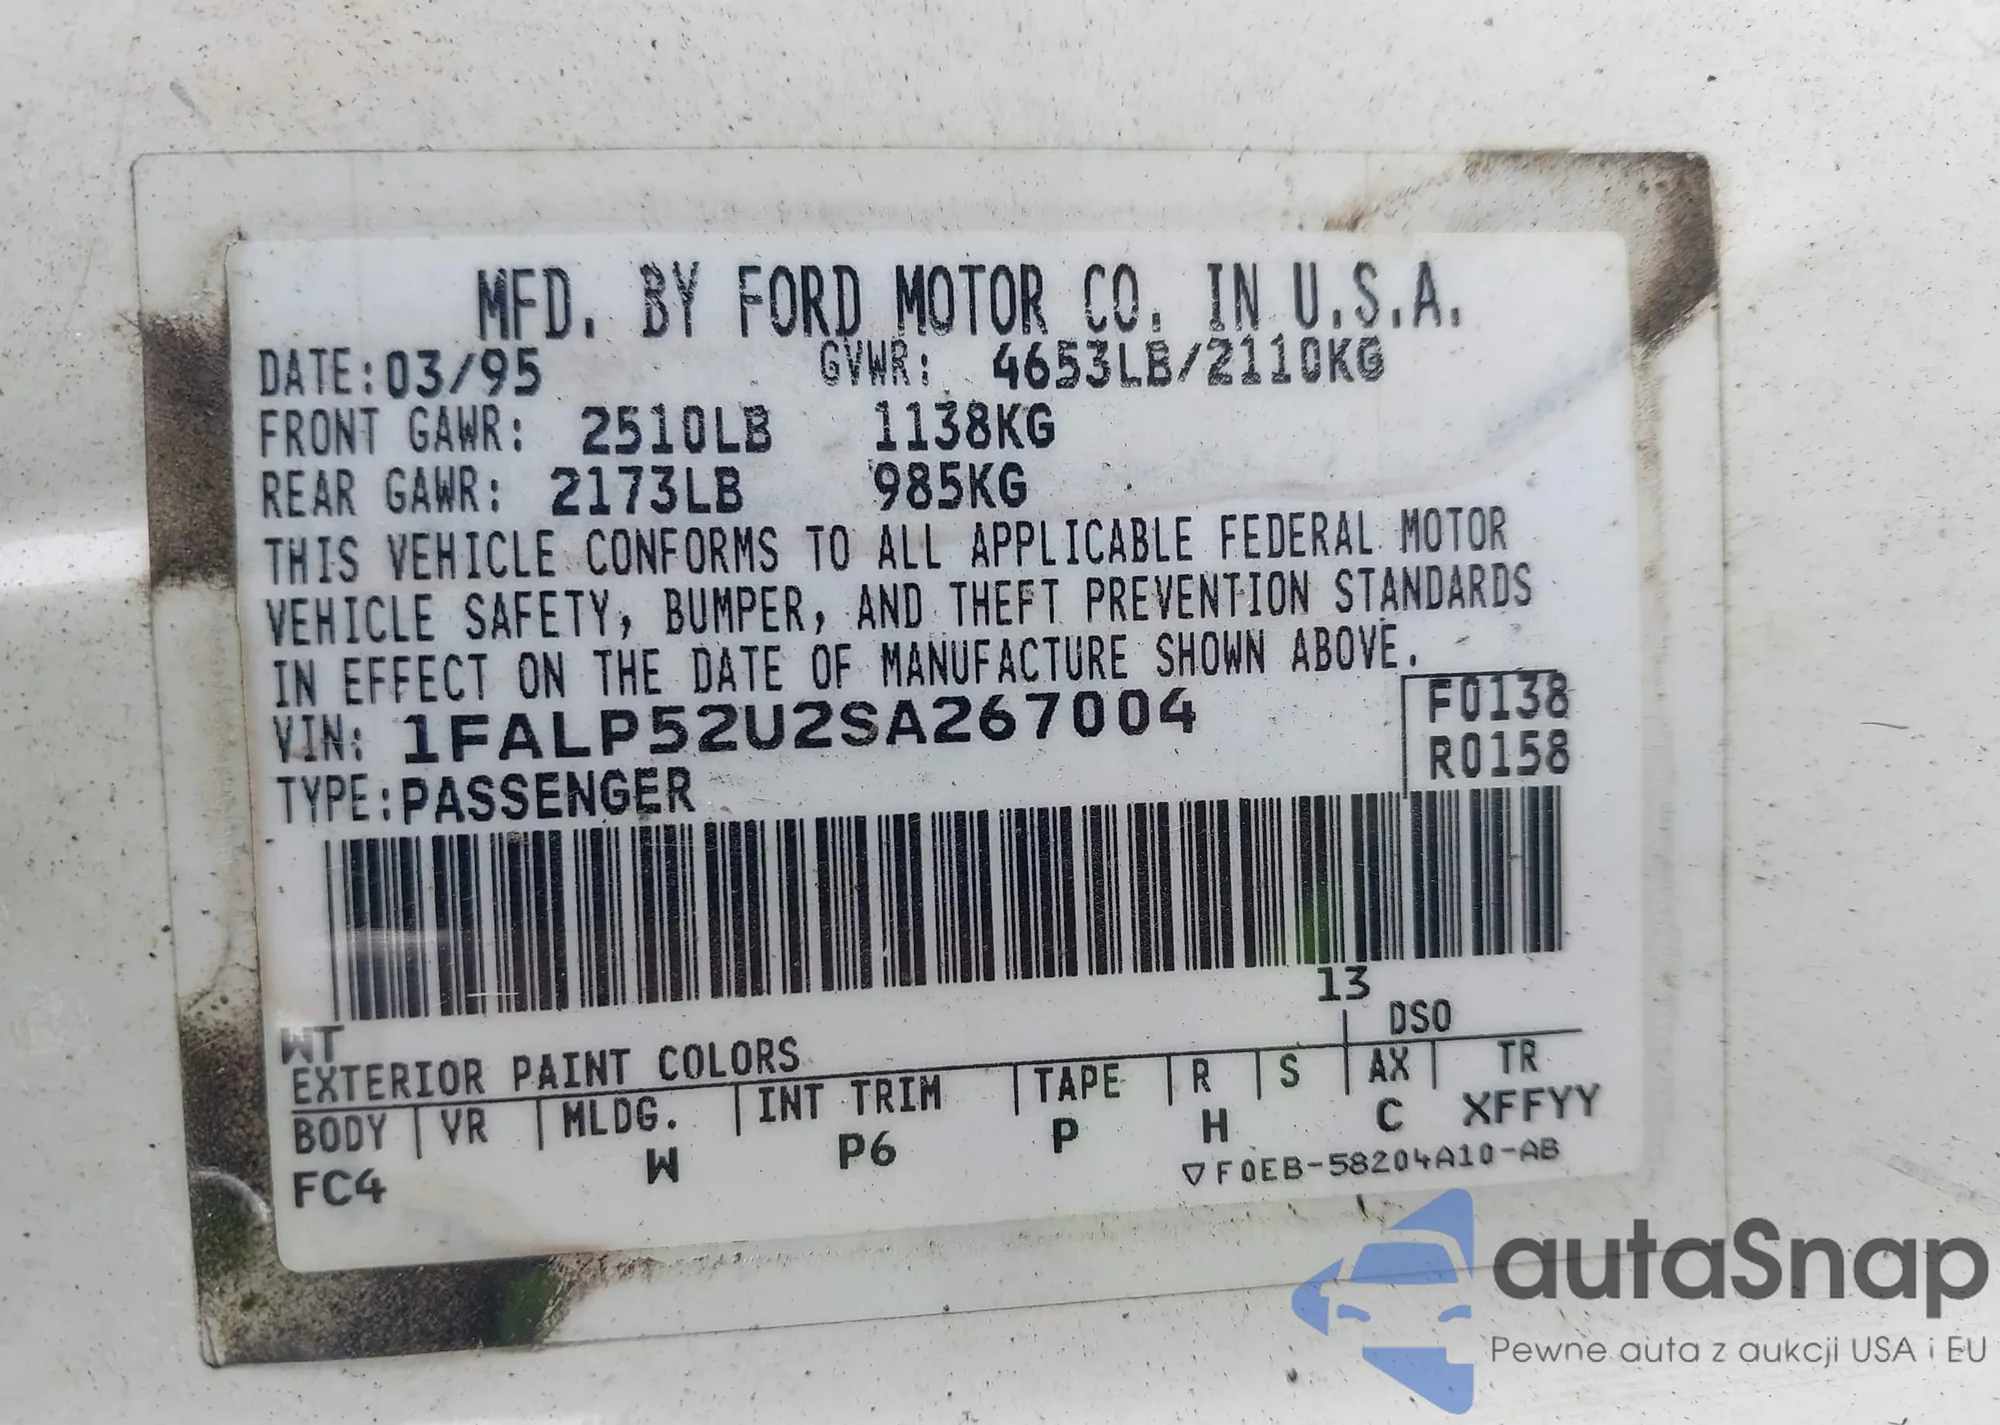 MFD. BY FORD MOTOR CO. IN U.S.A.
DATE:03/95 GVWR: 4653LB/2110KG
FRONT GAWR: 2510LB 1138KG
REAR GAWR: 2173LB 985KG
THIS VEHICLE CONFORMS TO ALL APPLICABLE FEDERAL MOTOR
VEHICLE SAFETY, BUMPER, AND THEFT PREVENTION STANDARDS
IN EFFECT ON THE DATE OF MANUFACTURE SHOWN ABOVE.
VIN: 1FALP52U2SA267004
F0138
R0158
TYPE:PASSENGER
13
WT
EXTERIOR PAINT COLORS DSO
BODY VR MLDG. INT TRIM TAPE R S AX TR
FC4 W P6 P H C XFFYY
▽F0EB-58204A10-AB
autaSnap
Pewne auta z aukcji USA i EU